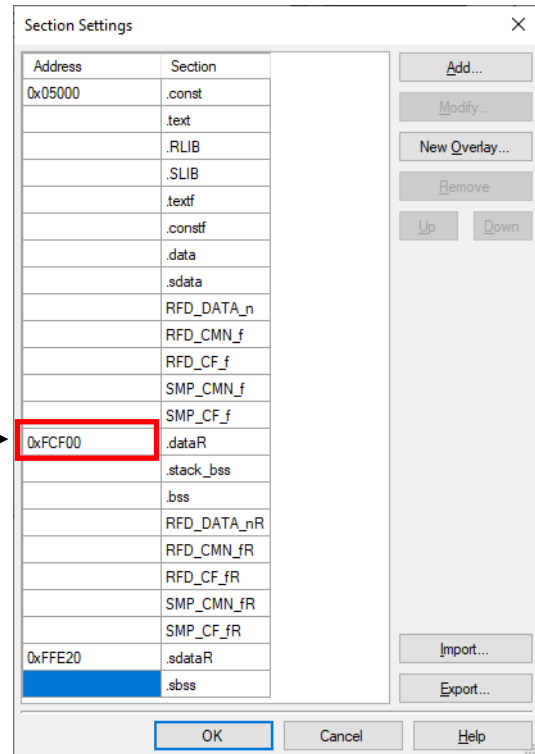 Section Settings
Address Section
0x05000 .const
.text
.RLIB
.SLIB
.textf
.constf
.data
.sdata
RFD_DATA_n
RFD_CMN_f
RFD_CF_f
SMP_CMN_f
SMP_CF_f
0xFCF00 .dataR
.stack_bss
.bss
RFD_DATA_nR
RFD_CMN_fR
RFD_CF_fR
SMP_CMN_fR
SMP_CF_fR
0xFFE20 .sdataR
.sbss
Add...
Modify...
New Overlay...
Remove
Up Down
Import...
Export...
OK Cancel Help